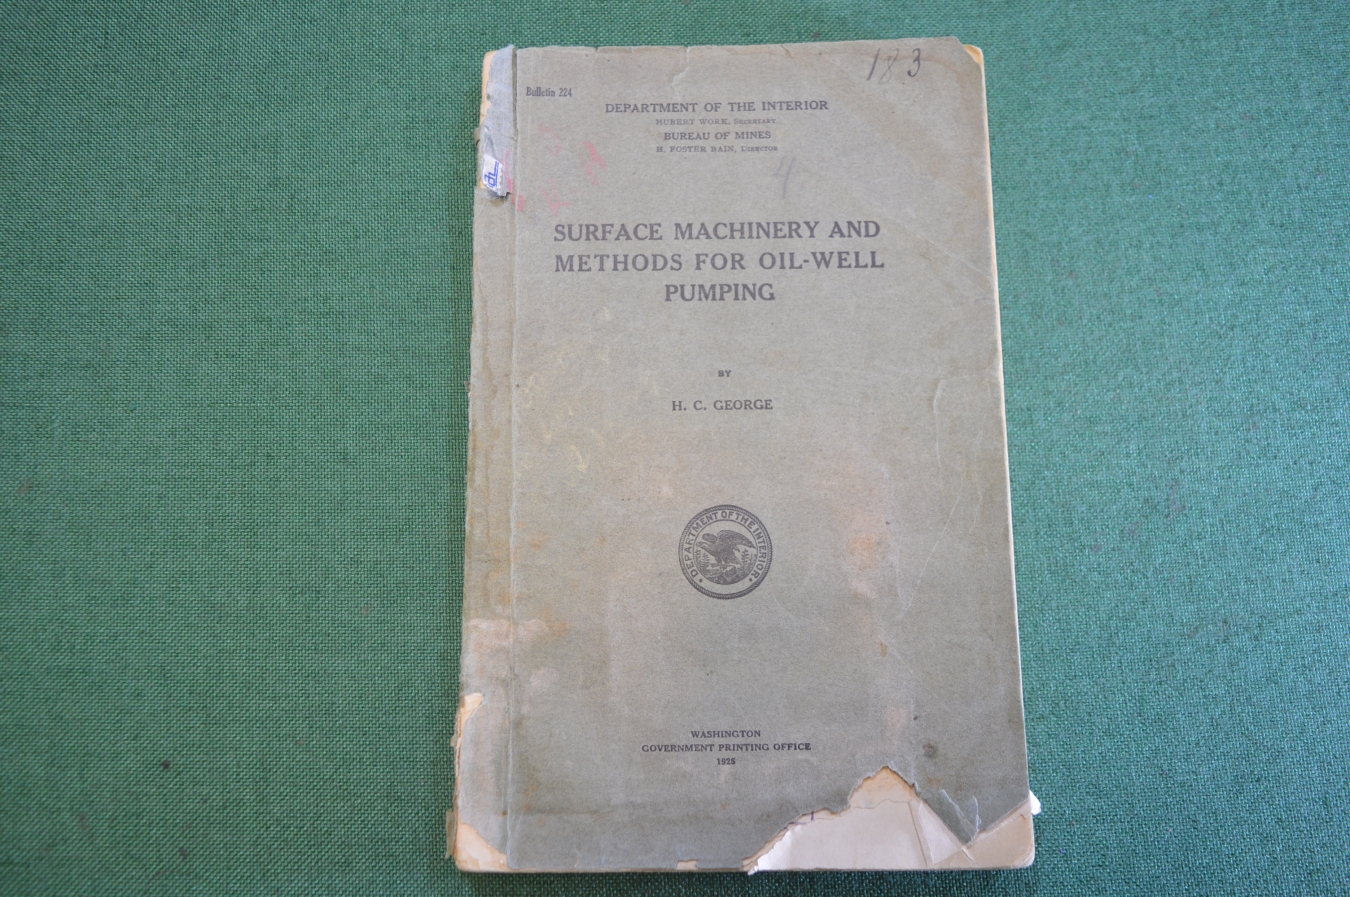 183
Bulletin 224
DEPARTMENT OF THE INTERIOR
HUBERT WORK, SECRETARY
BUREAU OF MINES
H. FOSTER BAIN, DIRECTOR
4
SURFACE MACHINERY AND
METHODS FOR OIL-WELL
PUMPING
BY
H. C. GEORGE
DEPARTMENT OF THE INTERIOR
WASHINGTON
GOVERNMENT PRINTING OFFICE
1925